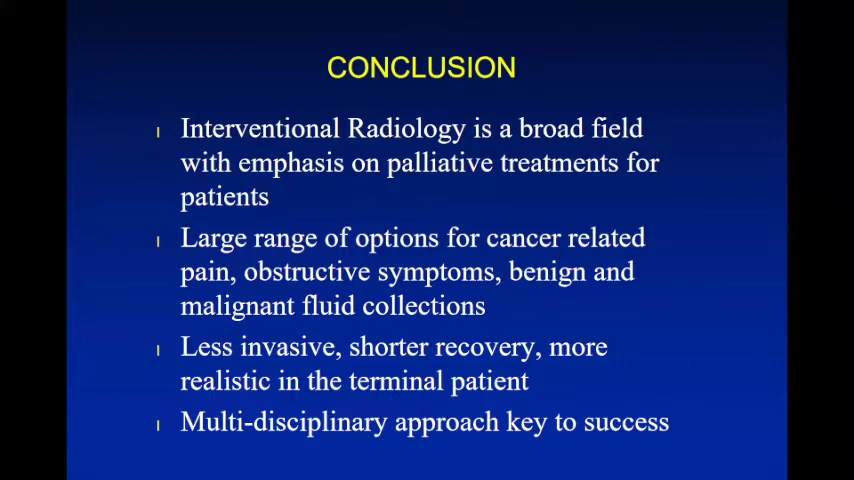 CONCLUSION
Interventional Radiology is a broad field
with emphasis on palliative treatments for
patients
Large range of options for cancer related
pain, obstructive symptoms, benign and
malignant fluid collections
Less invasive, shorter recovery, more
realistic in the terminal patient
Multi-disciplinary approach key to success